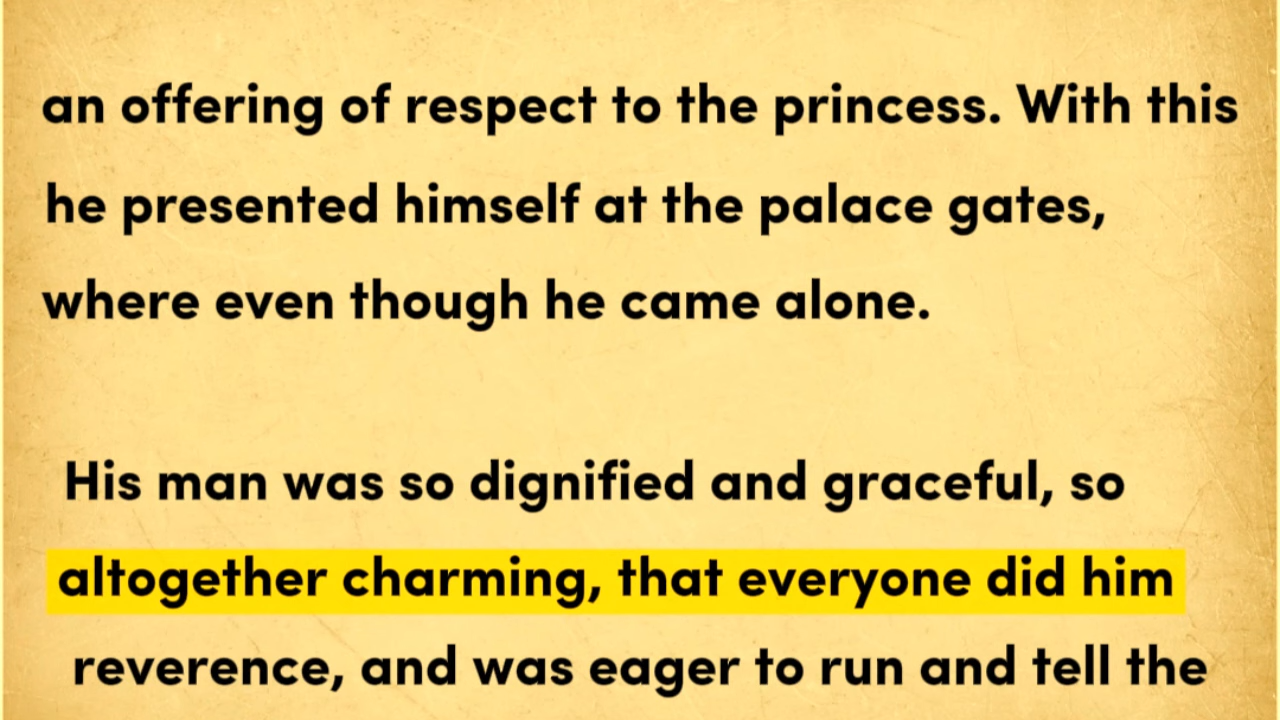 an offering of respect to the princess. With this
he presented himself at the palace gates,
where even though he came alone.
His man was so dignified and graceful, so
altogether charming, that everyone did him
reverence, and was eager to run and tell the